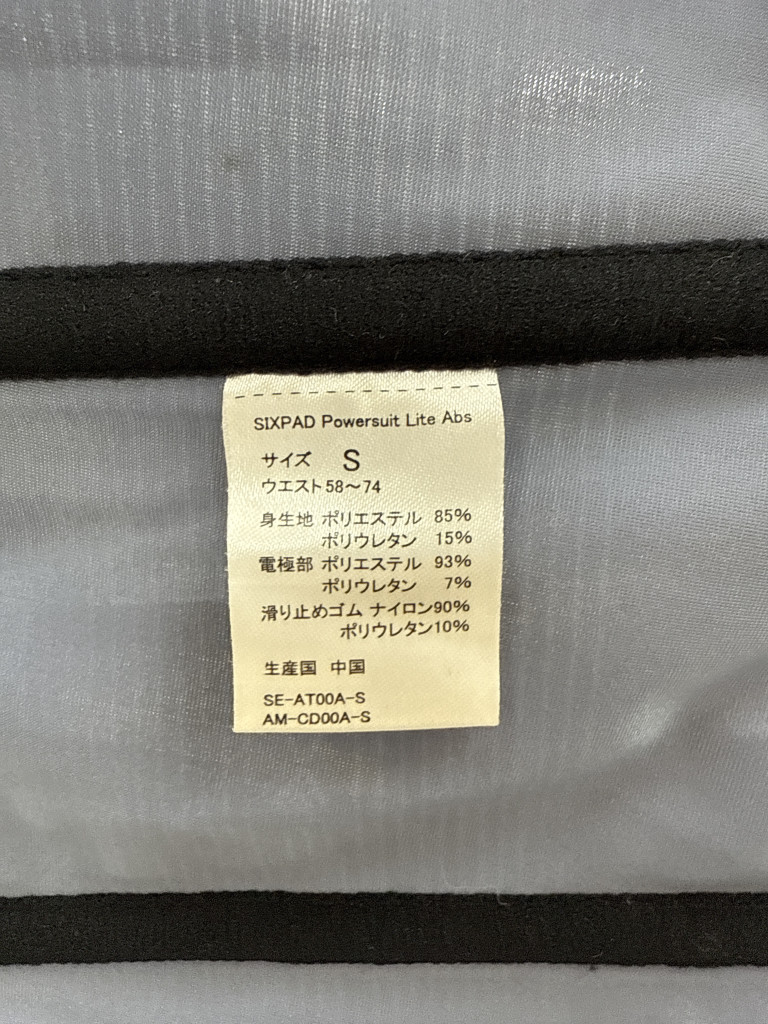 SIXPAD Powersuit Lite Abs
サイズ S
ウエスト58～74
身生地 ポリエステル 85%
ポリウレタン 15%
電極部 ポリエステル 93%
ポリウレタン 7%
滑り止めゴム ナイロン90%
ポリウレタン10%
生産国 中国
SE-AT00A-S
AM-CD00A-S